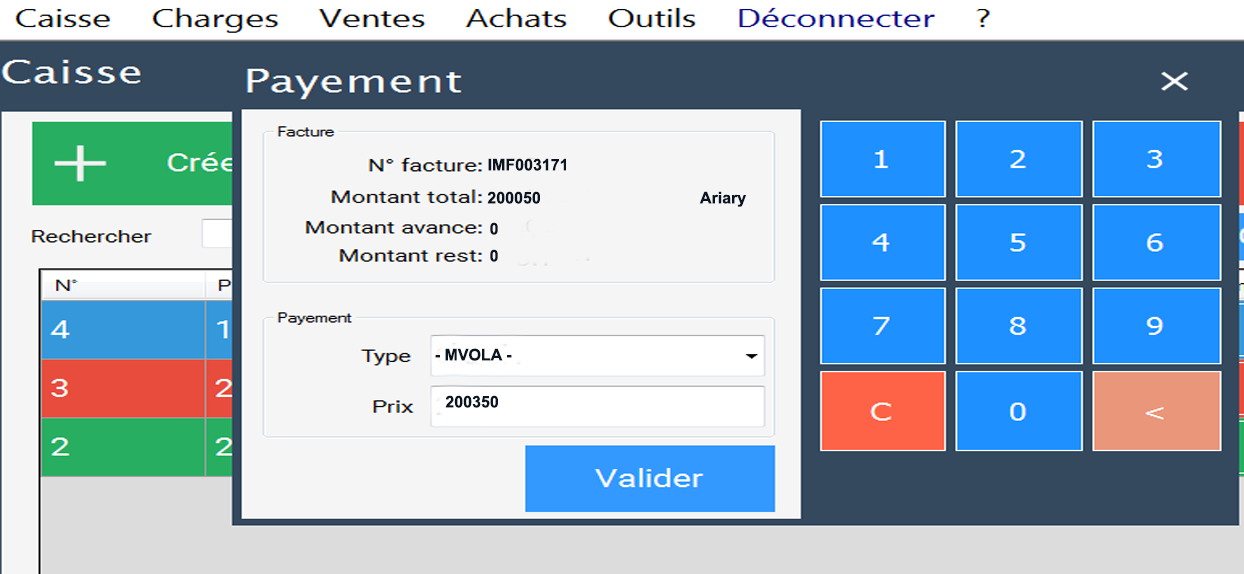 Caisse Charges Ventes Achats Outils Déconnecter ?
Caisse
Payement
Crée
Rechercher
N° P
4 1
3 2
2 2
Facture
N° facture: IMF003171
Montant total: 200050 Ariary
Montant avance: 0
Montant rest: 0
Payement
Type - MVOLA -
Prix 200350
Valider
1 2 3
4 5 6
7 8 9
C 0 <